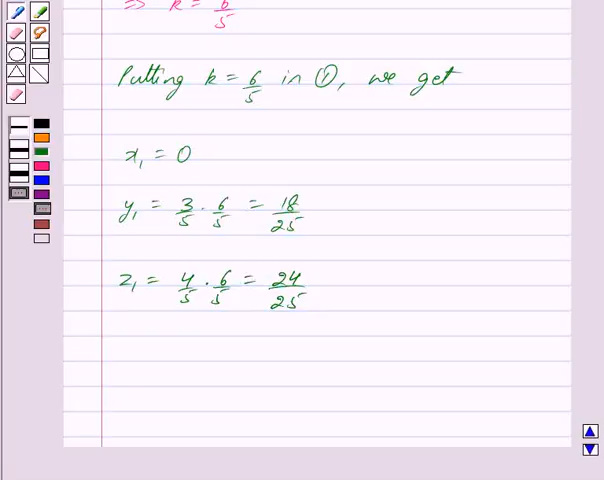 ⇒ k = 6/5
Putting k = 6/5 in ①, we get
x₁ = 0
y₁ = 3/5 · 6/5 = 18/25
z₁ = 4/5 · 6/5 = 24/25